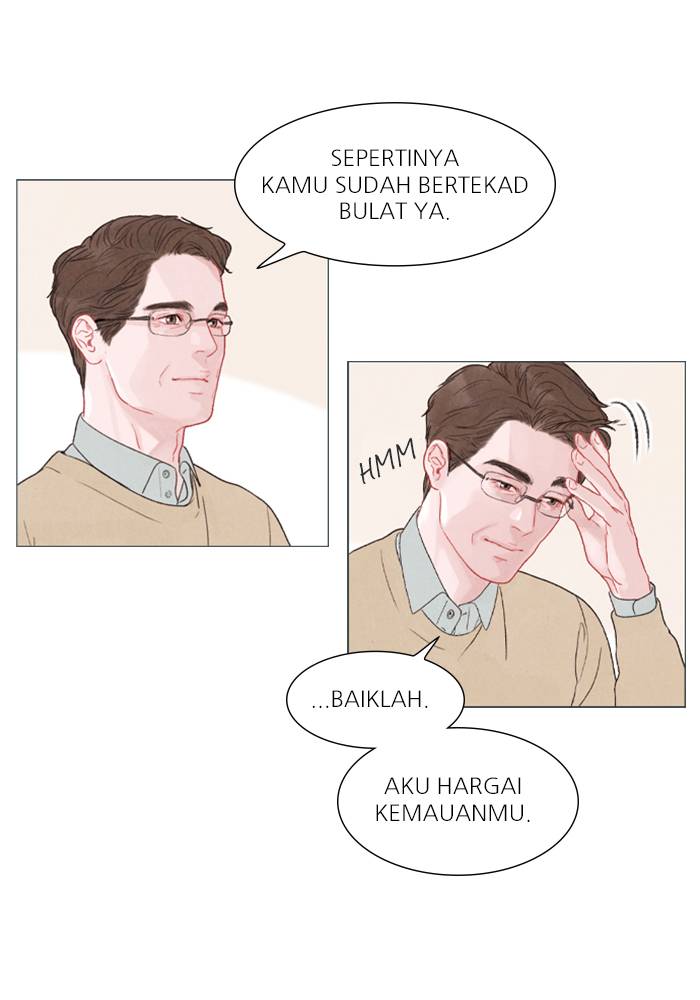 SEPERTINYA
KAMU SUDAH BERTEKAD
BULAT YA.
HMM
...BAIKLAH.
AKU HARGAI
KEMAUANMU.